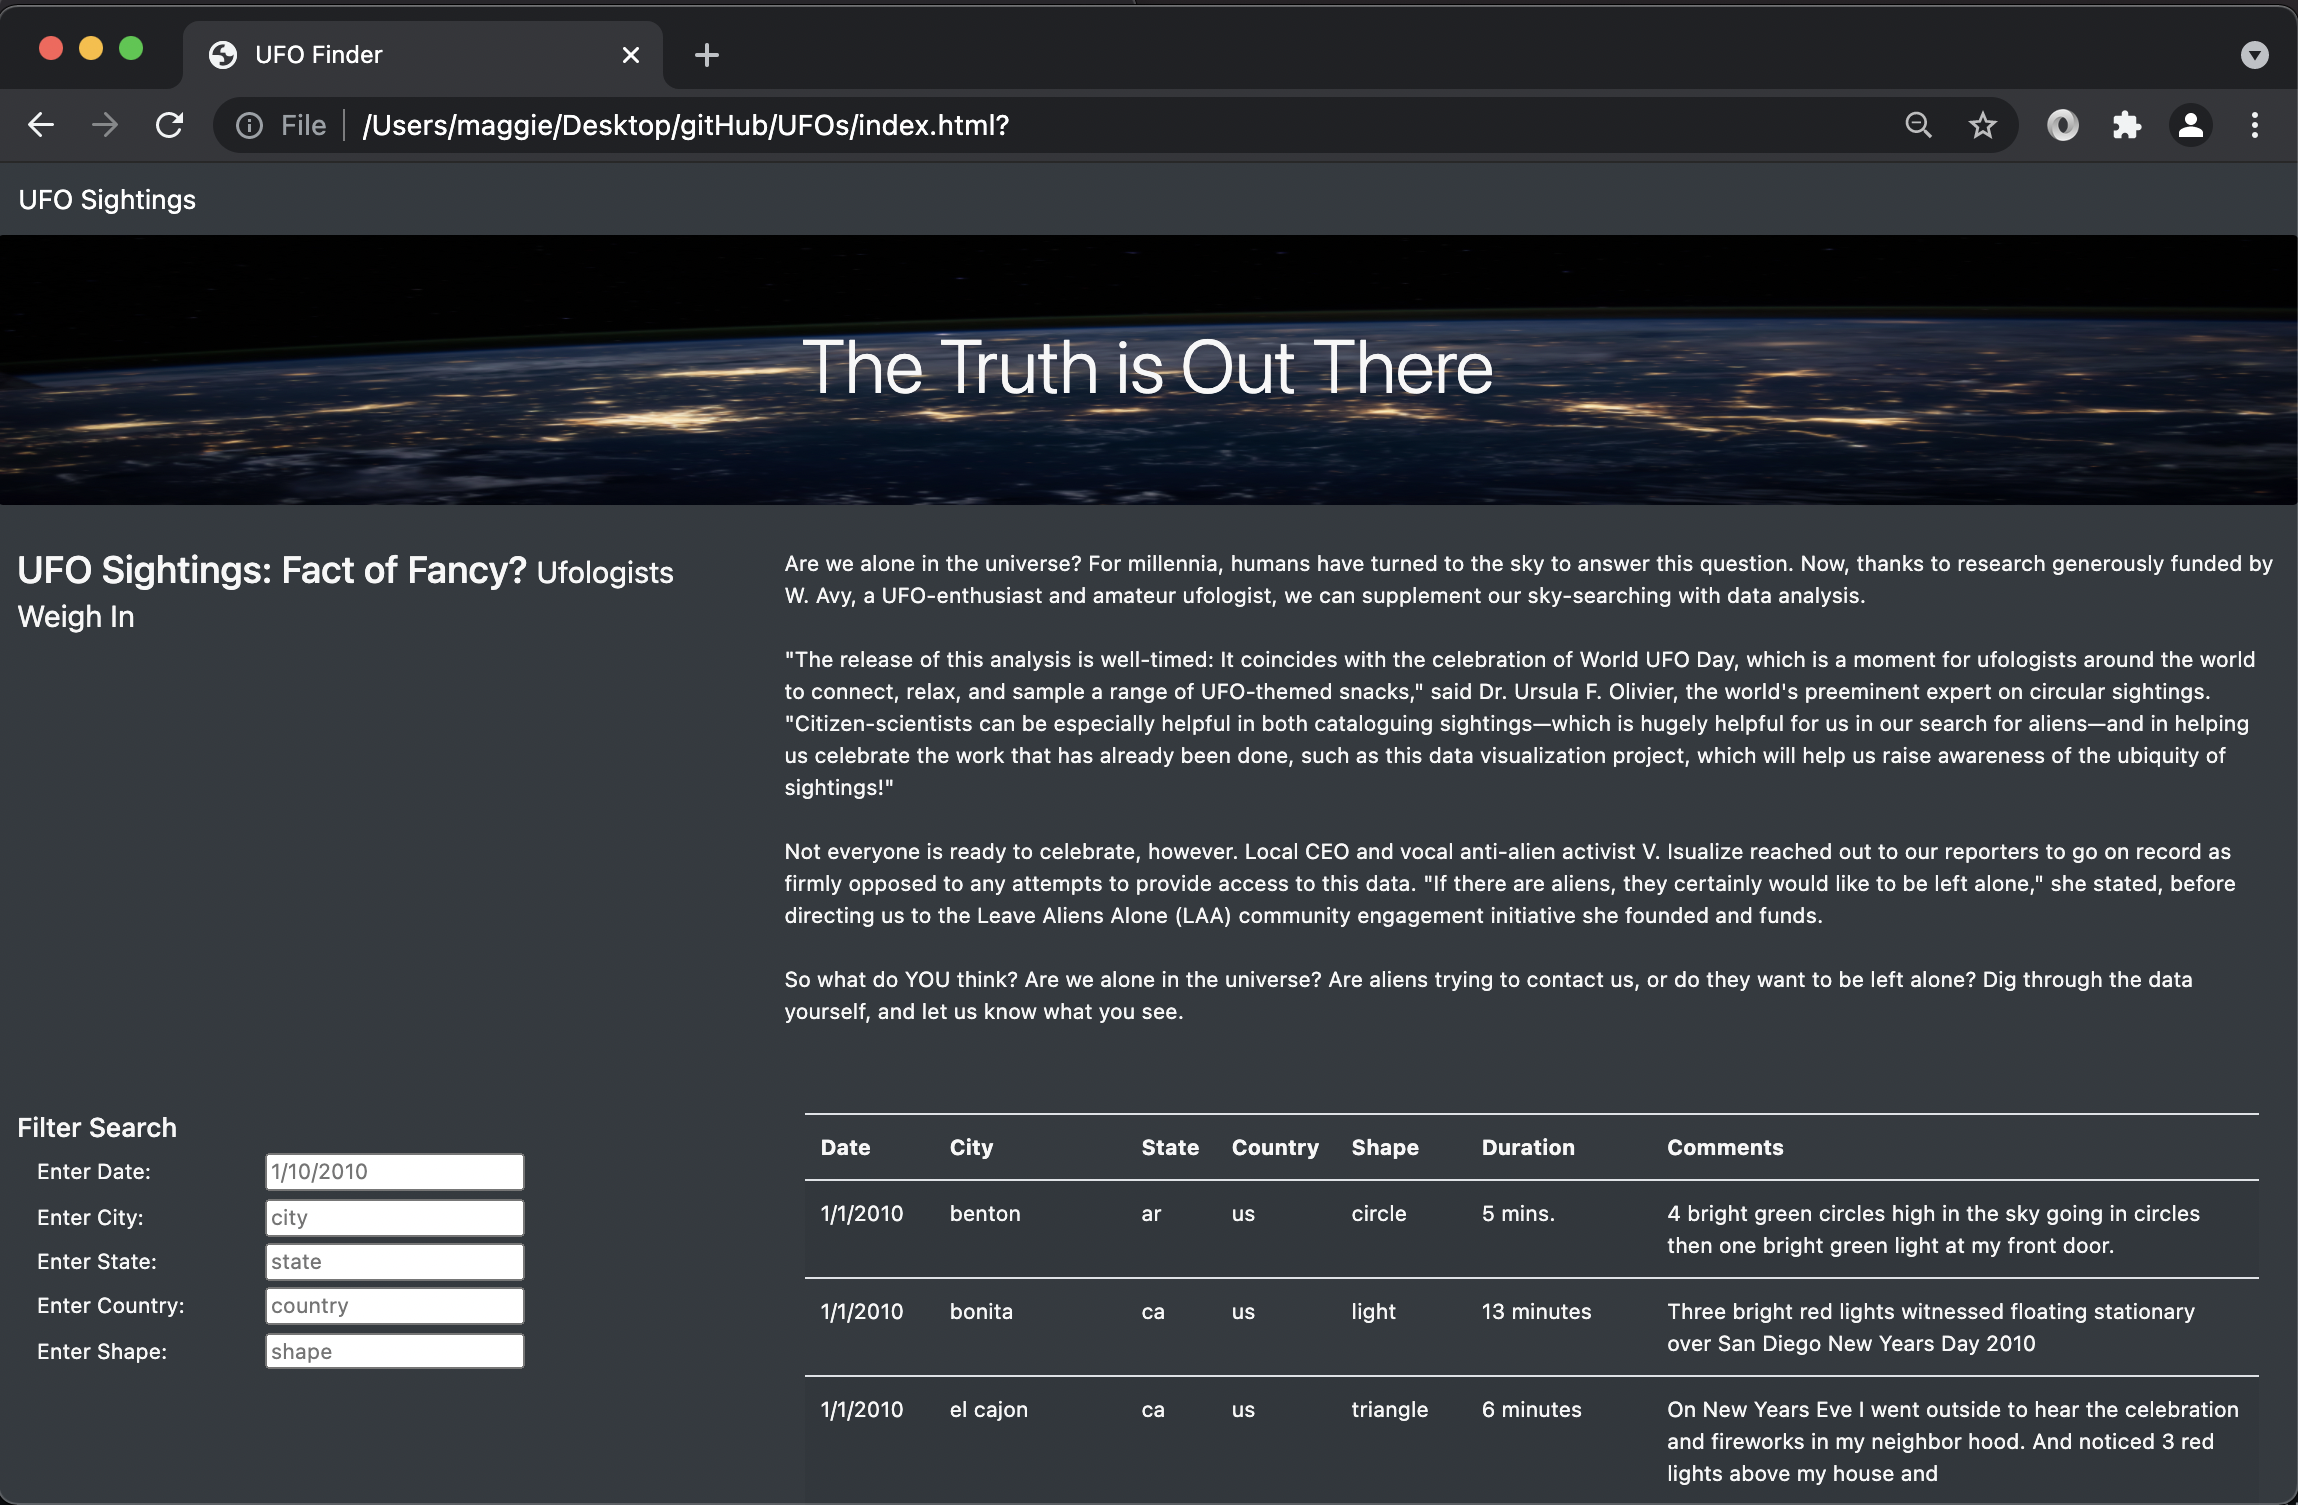 UFO Finder
File
/Users/maggie/Desktop/gitHub/UFOs/index.html?
UFO Sightings
The Truth is Out There
UFO Sightings: Fact of Fancy? Ufologists
Weigh In
Are we alone in the universe? For millennia, humans have turned to the sky to answer this question. Now, thanks to research generously funded by
W. Avy, a UFO-enthusiast and amateur ufologist, we can supplement our sky-searching with data analysis.
"The release of this analysis is well-timed: It coincides with the celebration of World UFO Day, which is a moment for ufologists around the world
to connect, relax, and sample a range of UFO-themed snacks," said Dr. Ursula F. Olivier, the world's preeminent expert on circular sightings.
"Citizen-scientists can be especially helpful in both cataloguing sightings—which is hugely helpful for us in our search for aliens—and in helping
us celebrate the work that has already been done, such as this data visualization project, which will help us raise awareness of the ubiquity of
sightings!"
Not everyone is ready to celebrate, however. Local CEO and vocal anti-alien activist V. Isualize reached out to our reporters to go on record as
firmly opposed to any attempts to provide access to this data. "If there are aliens, they certainly would like to be left alone," she stated, before
directing us to the Leave Aliens Alone (LAA) community engagement initiative she founded and funds.
So what do YOU think? Are we alone in the universe? Are aliens trying to contact us, or do they want to be left alone? Dig through the data
yourself, and let us know what you see.
Filter Search
Enter Date: 1/10/2010
Enter City: city
Enter State: state
Enter Country: country
Enter Shape: shape
Date City State Country Shape Duration Comments
1/1/2010 benton ar us circle 5 mins. 4 bright green circles high in the sky going in circles
then one bright green light at my front door.
1/1/2010 bonita ca us light 13 minutes Three bright red lights witnessed floating stationary
over San Diego New Years Day 2010
1/1/2010 el cajon ca us triangle 6 minutes On New Years Eve I went outside to hear the celebration
and fireworks in my neighbor hood. And noticed 3 red
lights above my house and